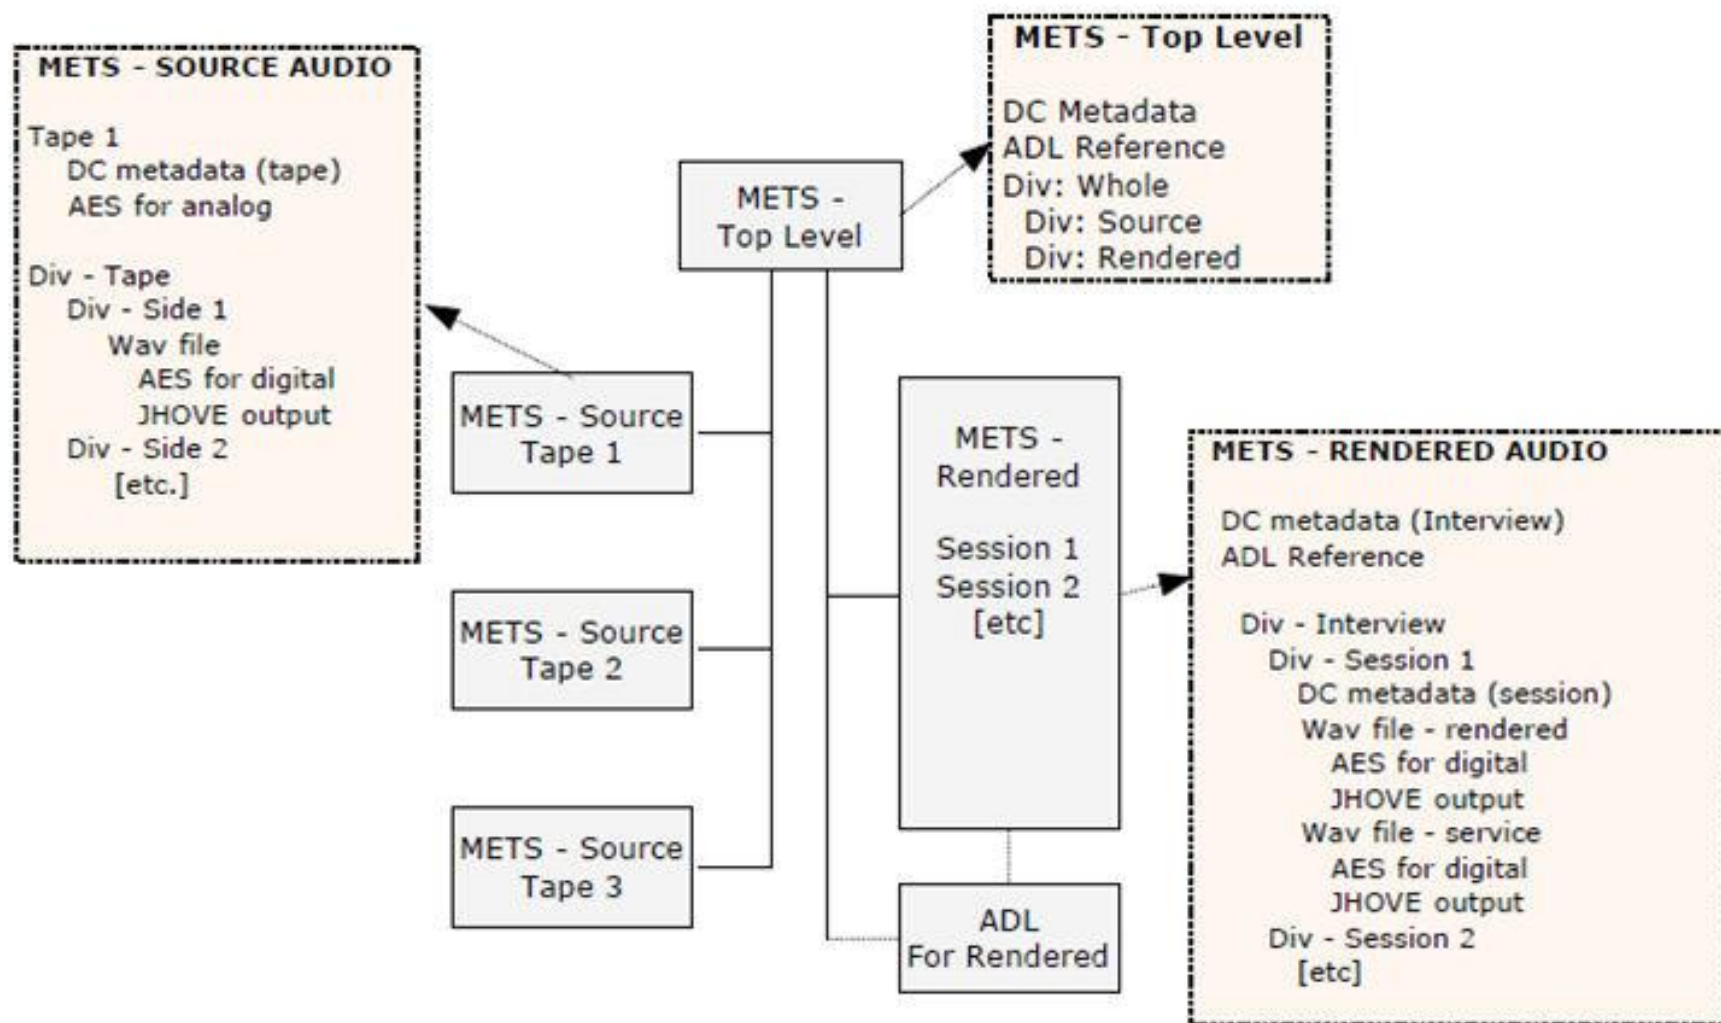 METS - SOURCE AUDIO
Tape 1
DC metadata (tape)
AES for analog
Div - Tape
Div - Side 1
Wav file
AES for digital
JHOVE output
Div - Side 2
[etc.]
METS -
Top Level
METS - Top Level
DC Metadata
ADL Reference
Div: Whole
Div: Source
Div: Rendered
METS - Source
Tape 1
METS - Source
Tape 2
METS - Source
Tape 3
METS -
Rendered
Session 1
Session 2
[etc]
ADL
For Rendered
METS - RENDERED AUDIO
DC metadata (Interview)
ADL Reference
Div - Interview
Div - Session 1
DC metadata (session)
Wav file - rendered
AES for digital
JHOVE output
Wav file - service
AES for digital
JHOVE output
Div - Session 2
[etc]